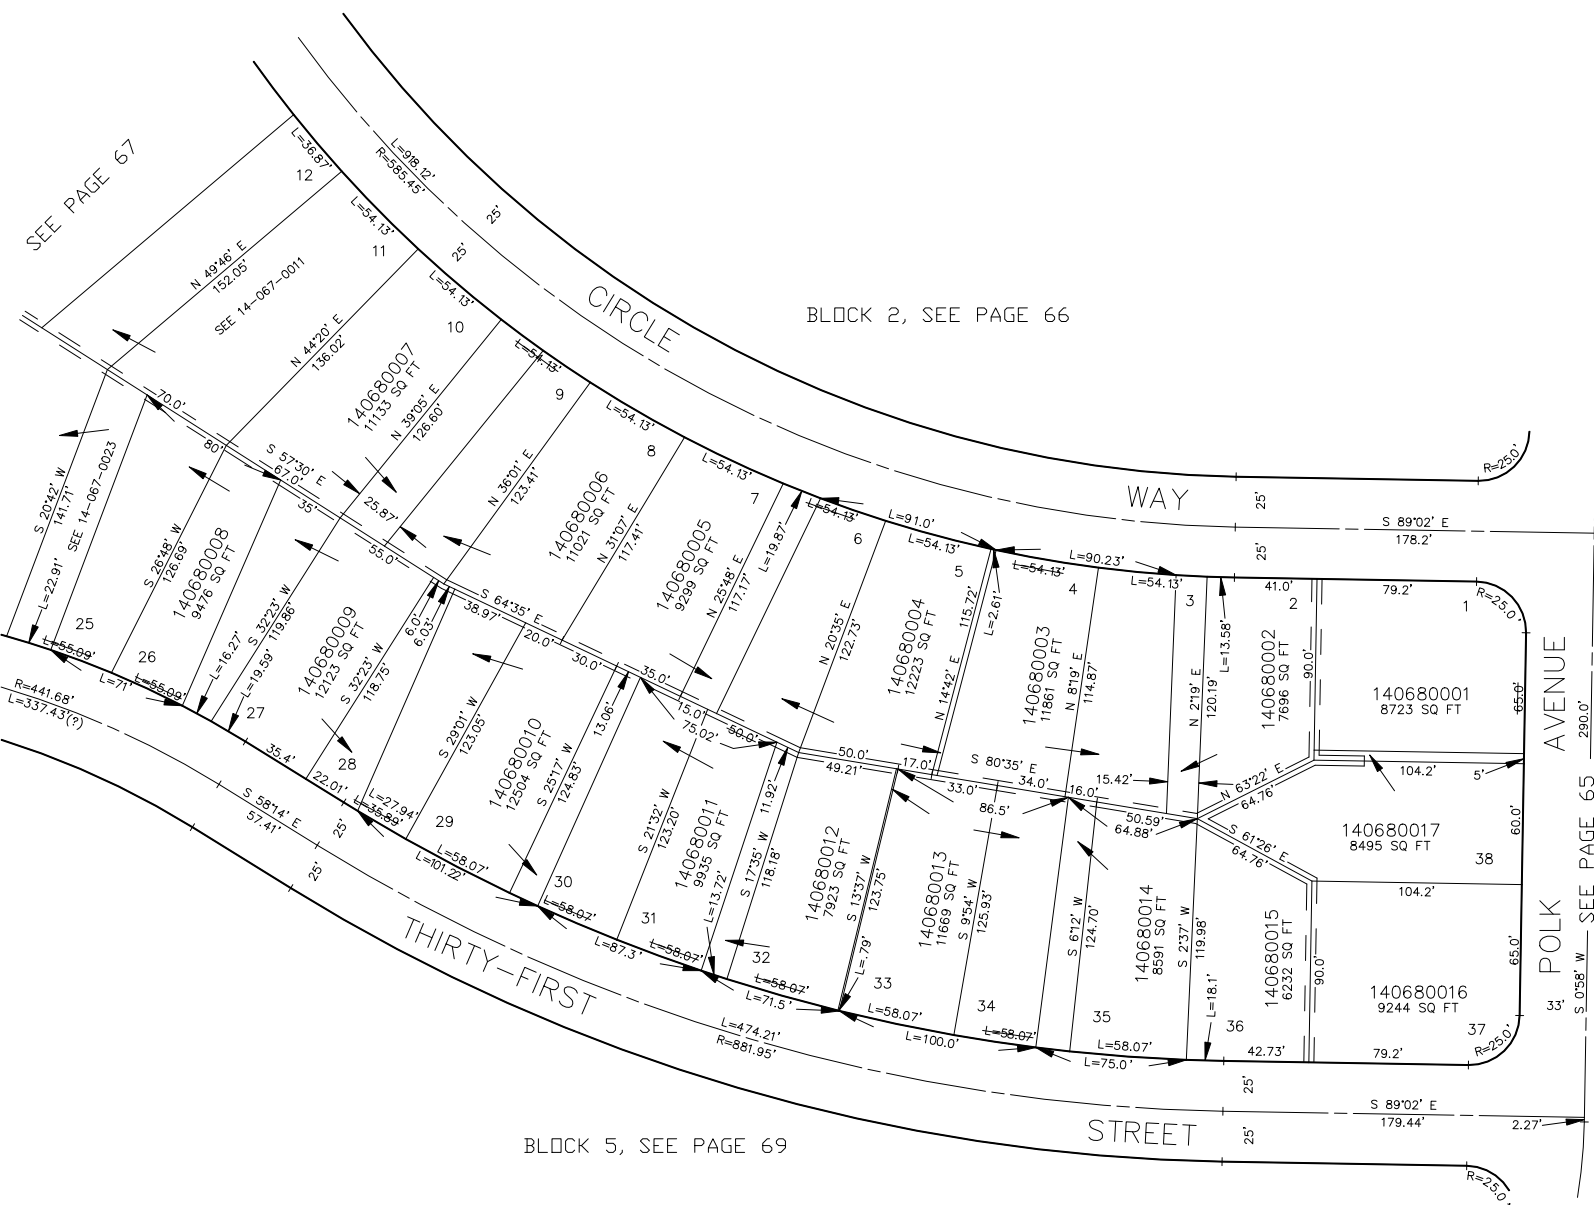 SEE PAGE 67
L=36.87'
12
L=918.12'
R=585.45'
25'
25'
L=54.13'
11
N 49°46' E
152.05'
SEE 14-067-0011
L=54.13'
10
CIRCLE
BLOCK 2, SEE PAGE 66
N 44°20' E
136.02'
140680007
11133 SQ FT
N 39°05' E
126.60'
L=54.13'
9
L=54.13'
8
L=54.13'
7
70.0'
80'
S 57°30' E
67.0'
35'
25.87'
55.0'
N 36°01' E
123.41'
140680006
11021 SQ FT
N 31°07' E
117.41'
140680005
9299 SQ FT
N 25°48' E
117.17'
L=19.87'
L=54.13'
6
L=91.0'
L=54.13'
5
WAY
25'
25'
R=25.0'
S 89°02' E
178.2'
L=90.23'
L=54.13'
4
L=54.13'
3
41.0'
2
79.2'
1
R=25.0'
S 20°42' W
141.71'
SEE 14-067-0023
L=22.91'
25
L=55.09'
S 26°48' W
126.69'
140680008
9476 SQ FT
26
L=71'
L=55.09'
L=16.27'
L=19.59'
S 32°23' W
119.86'
27
140680009
12123 SQ FT
S 32°23' W
118.75'
6.0'
6.03'
S 64°35' E
38.97'
20.0'
30.0'
35.0'
15.0'
75.02'
50.0'
N 20°35' E
122.73'
140680004
12223 SQ FT
N 14°42' E
115.72'
L=2.61'
140680003
11861 SQ FT
N 8°19' E
114.87'
N 2°19' E
120.19'
L=13.58'
140680002
7696 SQ FT
90.0'
140680001
8723 SQ FT
65.0'
AVENUE
290.0'
R=441.68'
L=337.43(?)
35.4'
28
22.01'
L=35.89'
L=27.94'
S 29°01' W
123.05'
29
140680010
12504 SQ FT
S 25°17' W
124.83'
13.06'
S 21°32' W
123.20'
140680011
9935 SQ FT
11.92'
S 17°35' W
118.18'
L=13.72'
50.0'
49.21'
17.0'
S 80°35' E
33.0'
34.0'
86.5'
16.0'
15.42'
50.59'
64.88'
N 63°22' E
64.76'
S 61°26' E
64.76'
104.2'
5'
60.0'
140680017
8495 SQ FT
38
104.2'
S 58°14' E
57.41'
25'
25'
L=58.07'
L=101.22'
30
L=58.07'
31
L=87.3'
L=58.07'
32
L=58.07'
L=71.5'
140680012
7923 SQ FT
S 13°37' W
123.75'
L=.79'
33
140680013
11669 SQ FT
S 9°54' W
125.93'
34
L=58.07'
L=100.0'
L=58.07'
S 6°12' W
124.70'
35
140680014
8591 SQ FT
S 2°37' W
119.98'
L=18.1'
L=58.07'
L=75.0'
36
140680015
6232 SQ FT
90.0'
42.73'
140680016
9244 SQ FT
65.0'
37
79.2'
R=25.0'
POLK
33'
S 0°58' W
SEE PAGE 65
THIRTY-FIRST
L=474.21'
R=881.95'
STREET
25'
25'
S 89°02' E
179.44'
2.27'
R=25.0'
BLOCK 5, SEE PAGE 69